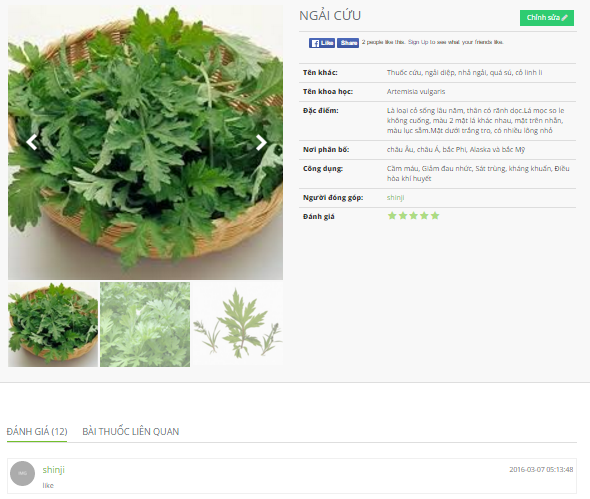 NGẢI CỨU
Chỉnh sửa
Like Share 2 people like this. Sign Up to see what your friends like.
Tên khác: Thuốc cứu, ngải diệp, nhả ngải, quá sú, cỏ linh li
Tên khoa học: Artemisia vulgaris
Đặc điểm: Là loại cỏ sống lâu năm, thân có rãnh dọc.Lá mọc so le
không cuống, màu 2 mặt lá khác nhau, mặt trên nhẵn,
màu lục sẫm.Mặt dưới trắng tro, có nhiều lông nhỏ
Nơi phân bố: châu Âu, châu Á, bắc Phi, Alaska và bắc Mỹ
Công dụng: Cầm máu, Giảm đau nhức, Sát trùng, kháng khuẩn, Điều
hòa khí huyết
Người đóng góp: shinji
Đánh giá
ĐÁNH GIÁ (12) BÀI THUỐC LIÊN QUAN
shinji 2016-03-07 05:13:48
like